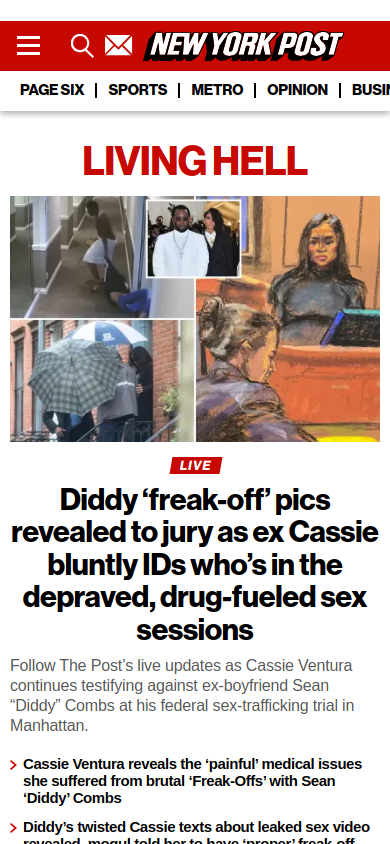 NEW YORK POST
PAGE SIX
SPORTS
METRO
OPINION
BUSIN
LIVING HELL
LIVE
Diddy ‘freak-off’ pics
revealed to jury as ex Cassie
bluntly IDs who’s in the
depraved, drug-fueled sex
sessions
Follow The Post’s live updates as Cassie Ventura
continues testifying against ex-boyfriend Sean
“Diddy” Combs at his federal sex-trafficking trial in
Manhattan.
Cassie Ventura reveals the ‘painful’ medical issues
she suffered from brutal ‘Freak-Offs’ with Sean
‘Diddy’ Combs
Diddy’s twisted Cassie texts about leaked sex video
revealed, mogul told her to have ‘proper’ freak-off